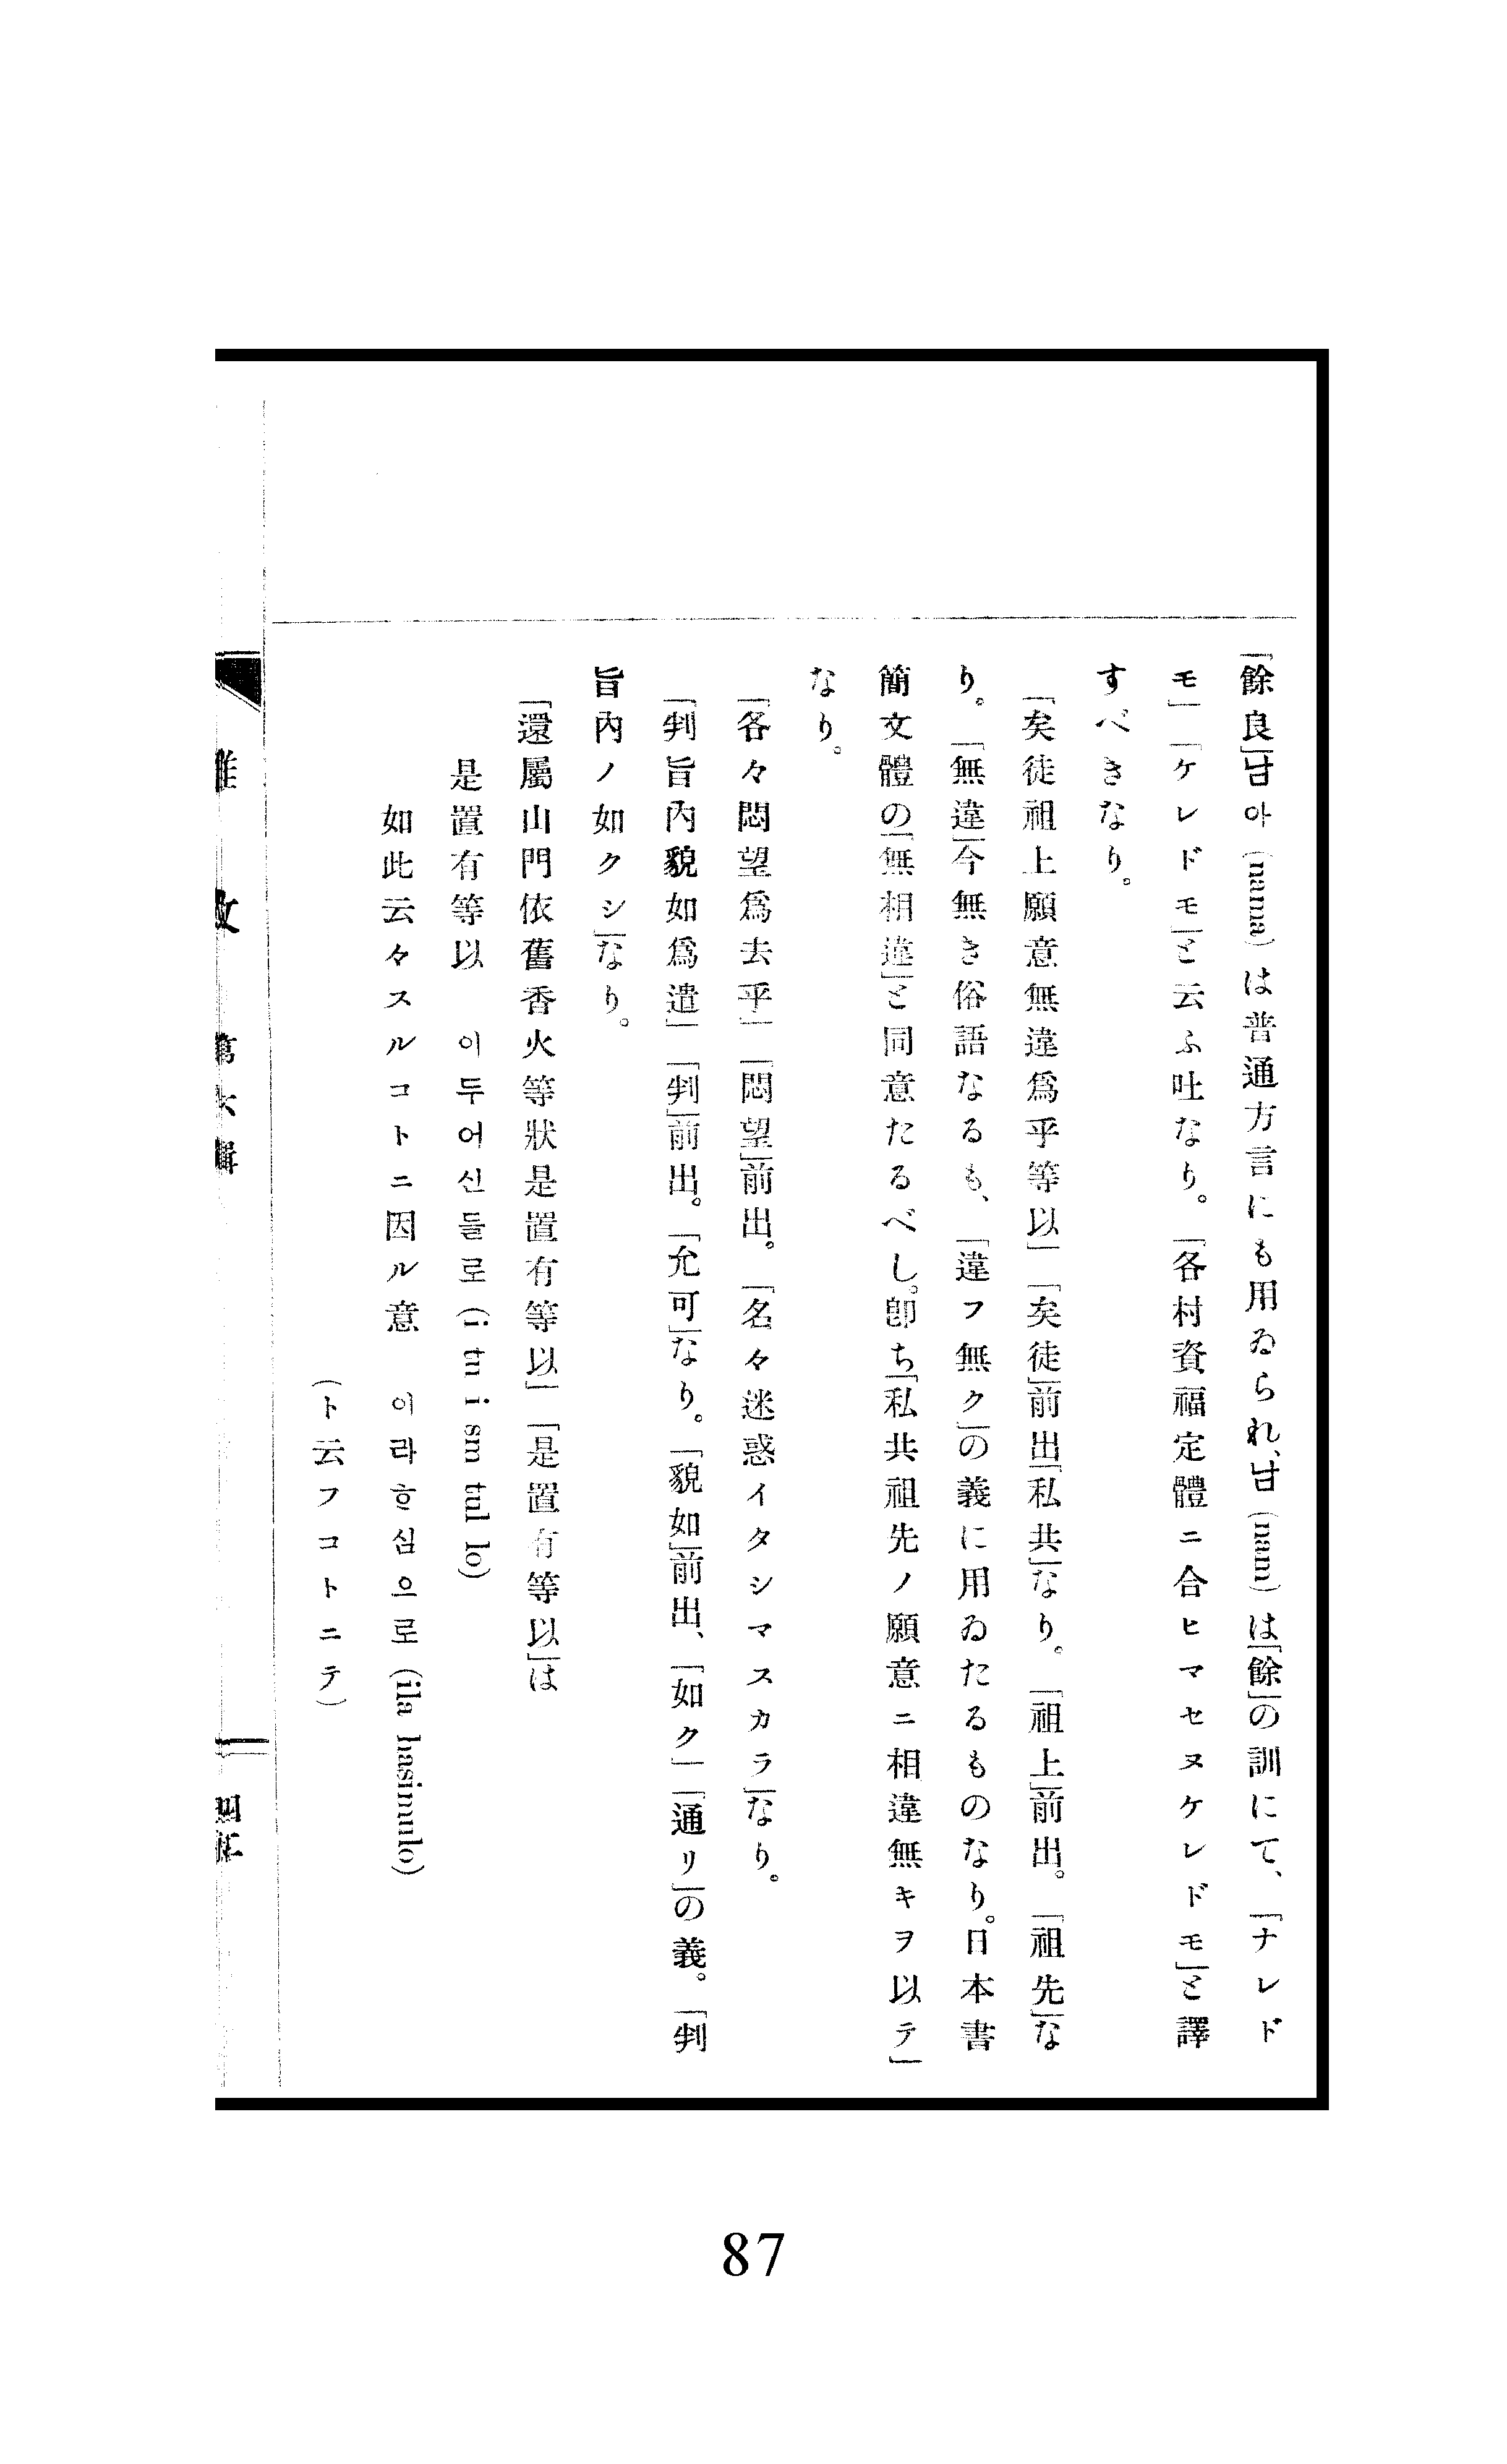 「餘良」남아(nama)は普通方言にも用ゐられ、남(nam)は「餘」の訓にて、「ナレド
モ」「ケレドモ」と云ふ吐なり。「各村資福定體ニ合ヒマセヌケレドモ」と譯
すべきなり。
「矣徒祖上願意無違爲乎等以」「矣徒」前出「私共」なり。「祖上」前出。「祖先」な
り。「無違」今無き俗語なるも、「違フ無ク」の義に用ゐたるものなり。日本書
簡文體の「無相違」と同意たるべし。卽ち「私共祖先ノ願意ニ相違無キヲ以テ」
なり。
「各々悶望爲去乎」「悶望」前出。「名々迷惑イタシマスカラ」なり。
「判旨內貌如爲遣」「判」前出。「允可」なり。「貌如」前出、「如ク」「通リ」の義。「判
旨內ノ如クシ」なり。
「還屬山門依舊香火等狀是置有等以」「是置有等以」は
是置有等以 이두어신들로(i tu i sin tul lo)
如此云々スルコトニ因ル意 이라흐심으로(ila hasimulo)
(ト云フコトニテ)
雜攷 第六輯 四五
87